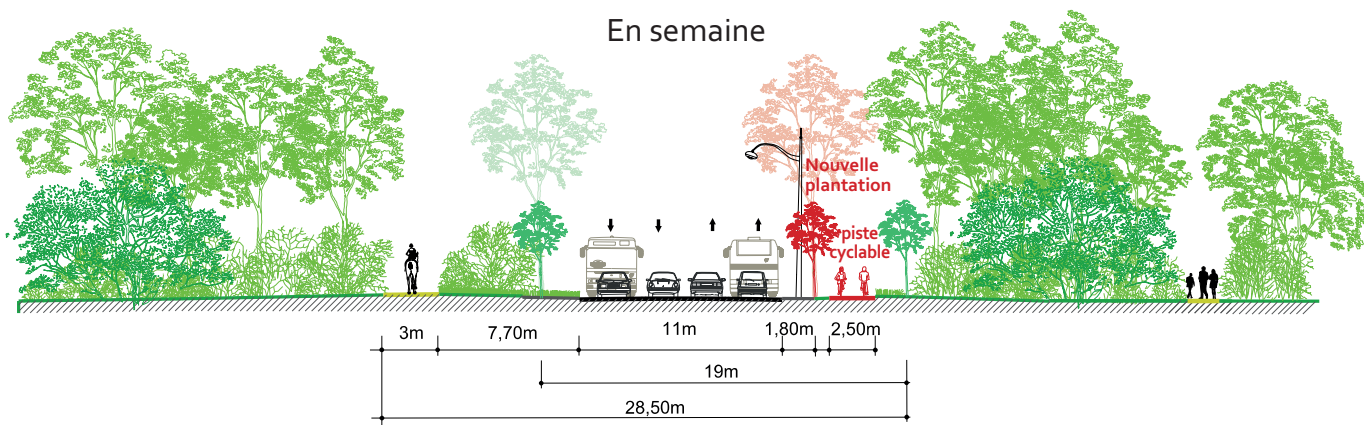 En semaine
Nouvelle
plantation
piste
cyclable
3m
7,70m
11m
1,80m
2,50m
19m
28,50m